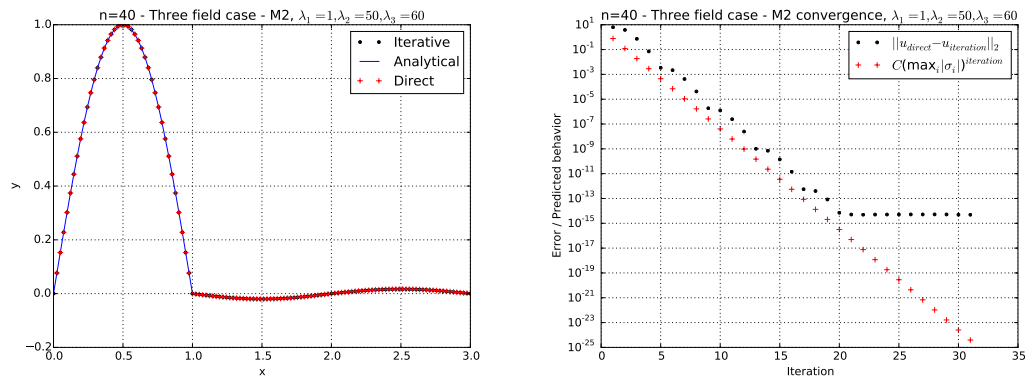 n=40 - Three field case - M2, λ₁ =1,λ₂ =50,λ₃ =60
1.0
0.8
0.6
0.4
0.2
0.0
−0.2
y
0.0 0.5 1.0 1.5 2.0 2.5 3.0
x
Iterative
Analytical
Direct
n=40 - Three field case - M2 convergence, λ₁ =1,λ₂ =50,λ₃ =60
10¹
10⁻¹
10⁻³
10⁻⁵
10⁻⁷
10⁻⁹
10⁻¹¹
10⁻¹³
10⁻¹⁵
10⁻¹⁷
10⁻¹⁹
10⁻²¹
10⁻²³
10⁻²⁵
Error / Predicted behavior
0 5 10 15 20 25 30 35
Iteration
||u_direct−u_iteration||₂
C(maxᵢ|σᵢ|)^iteration